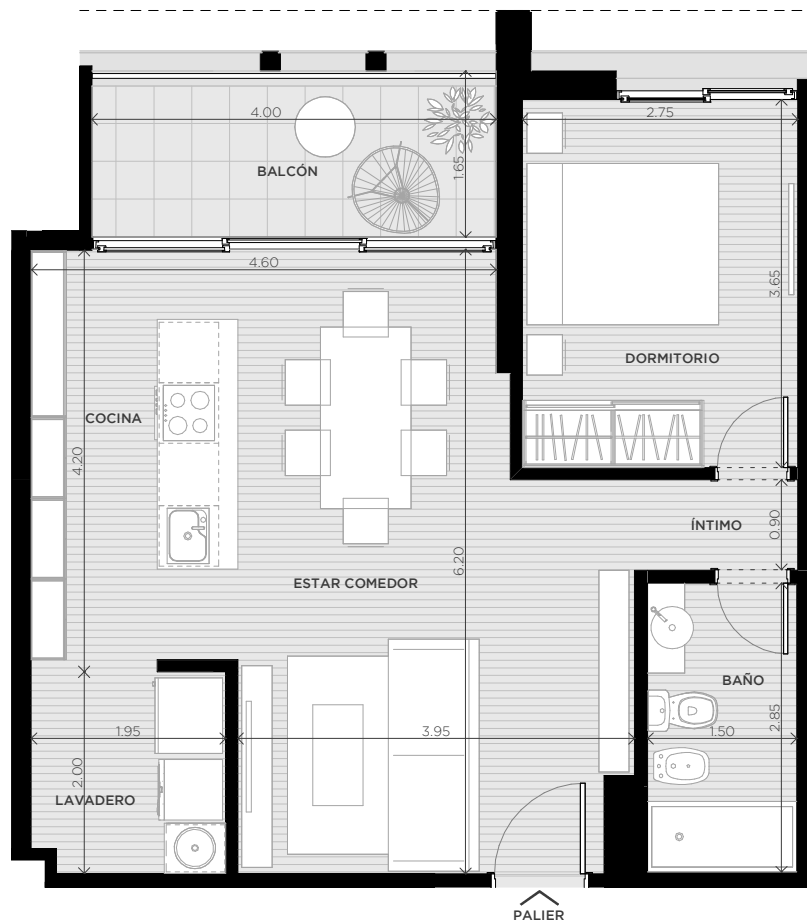 4.00
2.75
BALCÓN
1.65
4.60
3.65
DORMITORIO
COCINA
4.20
ÍNTIMO
0.90
6.20
ESTAR COMEDOR
BAÑO
2.85
1.95
3.95
1.50
2.00
LAVADERO
PALIER